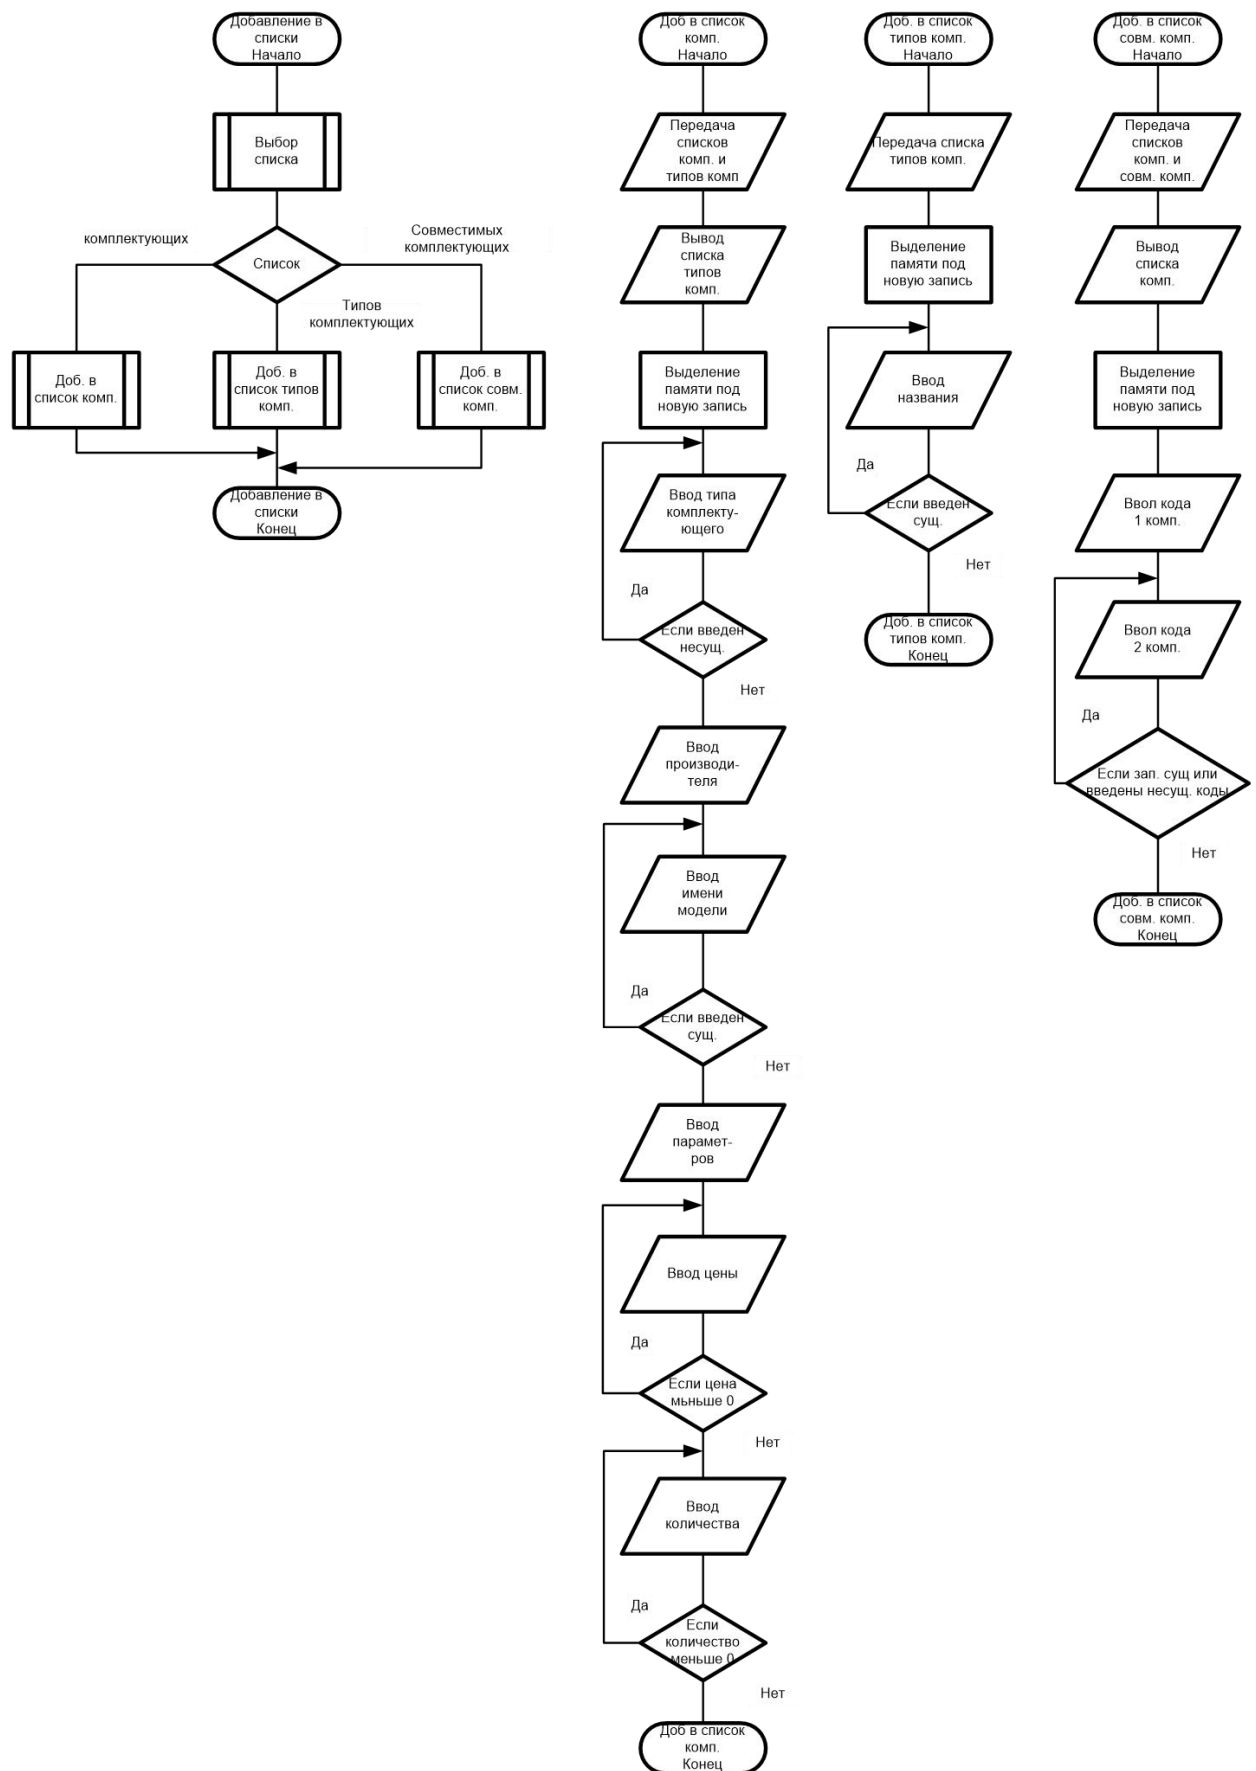 Добавление в
списки
Начало
Выбор
списка
комплектующих
Совместимых
комплектующих
Список
Типов
комплектующих
Доб. в
список комп.
Доб. в
список типов
комп.
Доб. в
список совм.
комп.
Добавление в
списки
Конец
Доб в список
комп.
Начало
Передача
списков
комп. и
типов комп
Вывод
списка
типов
комп.
Выделение
памяти под
новую запись
Ввод типа
комплекту-
ющего
Да
Если введен
несущ.
Нет
Ввод
производи-
теля
Ввод
имени
модели
Да
Если введен
сущ.
Нет
Ввод
парамет-
ров
Ввод цены
Да
Если цена
мьньше 0
Нет
Ввод
количества
Да
Если
количество
меньше 0
Нет
Доб в список
комп.
Конец
Доб. в список
типов комп.
Начало
Передача списка
типов комп.
Выделение
памяти под
новую запись
Ввод
названия
Да
Если введен
сущ.
Нет
Доб. в список
типов комп.
Конец
Доб. в список
совм. комп.
Начало
Передача
списков
комп. и
совм. комп.
Вывод
списка
комп.
Выделение
памяти под
новую запись
Ввол кода
1 комп.
Ввол кода
2 комп.
Да
Если зап. сущ или
введены несущ. коды
Нет
Доб. в список
совм. комп.
Конец